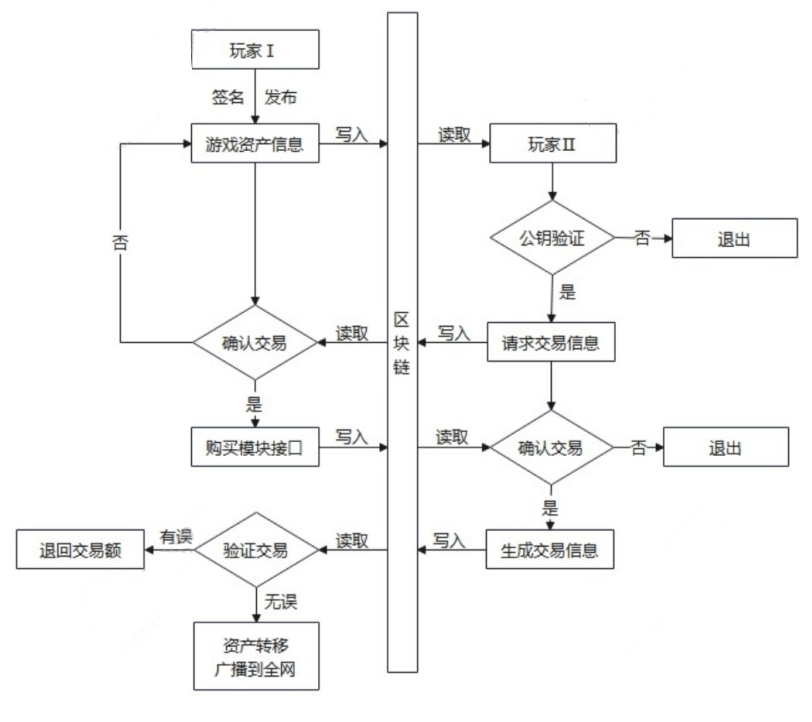 玩家Ⅰ
签名 发布
游戏资产信息
写入
读取
玩家Ⅱ
否
公钥验证
否
退出
是
确认交易
读取
区块链
写入
请求交易信息
是
购买模块接口
写入
读取
确认交易
否
退出
是
退回交易额
有误
验证交易
读取
写入
生成交易信息
无误
资产转移
广播到全网